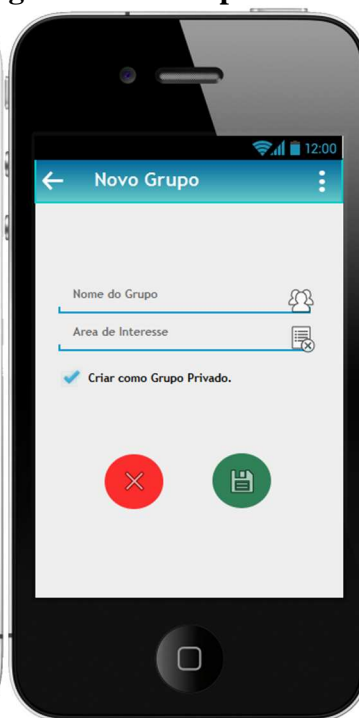 12:00
Novo Grupo
Nome do Grupo
Area de Interesse
Criar como Grupo Privado.